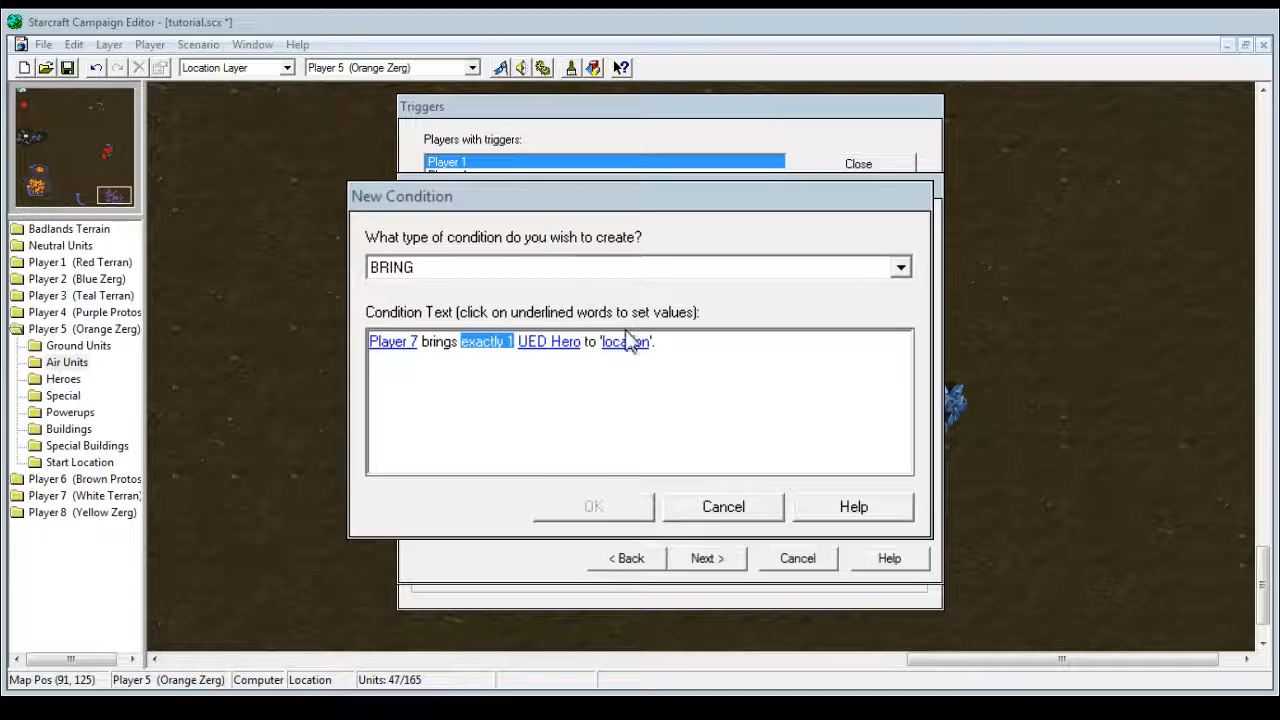 Starcraft Campaign Editor - [tutorial.scx *]
File Edit Layer Player Scenario Window Help
Location Layer Player 5 (Orange Zerg)
Triggers
Players with triggers:
Player 1
Close
New Condition
What type of condition do you wish to create?
BRING
Condition Text (click on underlined words to set values):
Player 7 brings exactly 1 UED Hero to 'location'.
OK Cancel Help
< Back Next > Cancel Help
Badlands Terrain
Neutral Units
Player 1 (Red Terran)
Player 2 (Blue Zerg)
Player 3 (Teal Terran)
Player 4 (Purple Protos
Player 5 (Orange Zerg)
Ground Units
Air Units
Heroes
Special
Powerups
Buildings
Special Buildings
Start Location
Player 6 (Brown Protos
Player 7 (White Terran)
Player 8 (Yellow Zerg)
Map Pos (91, 125) Player 5 (Orange Zerg) Computer Location Units: 47/165